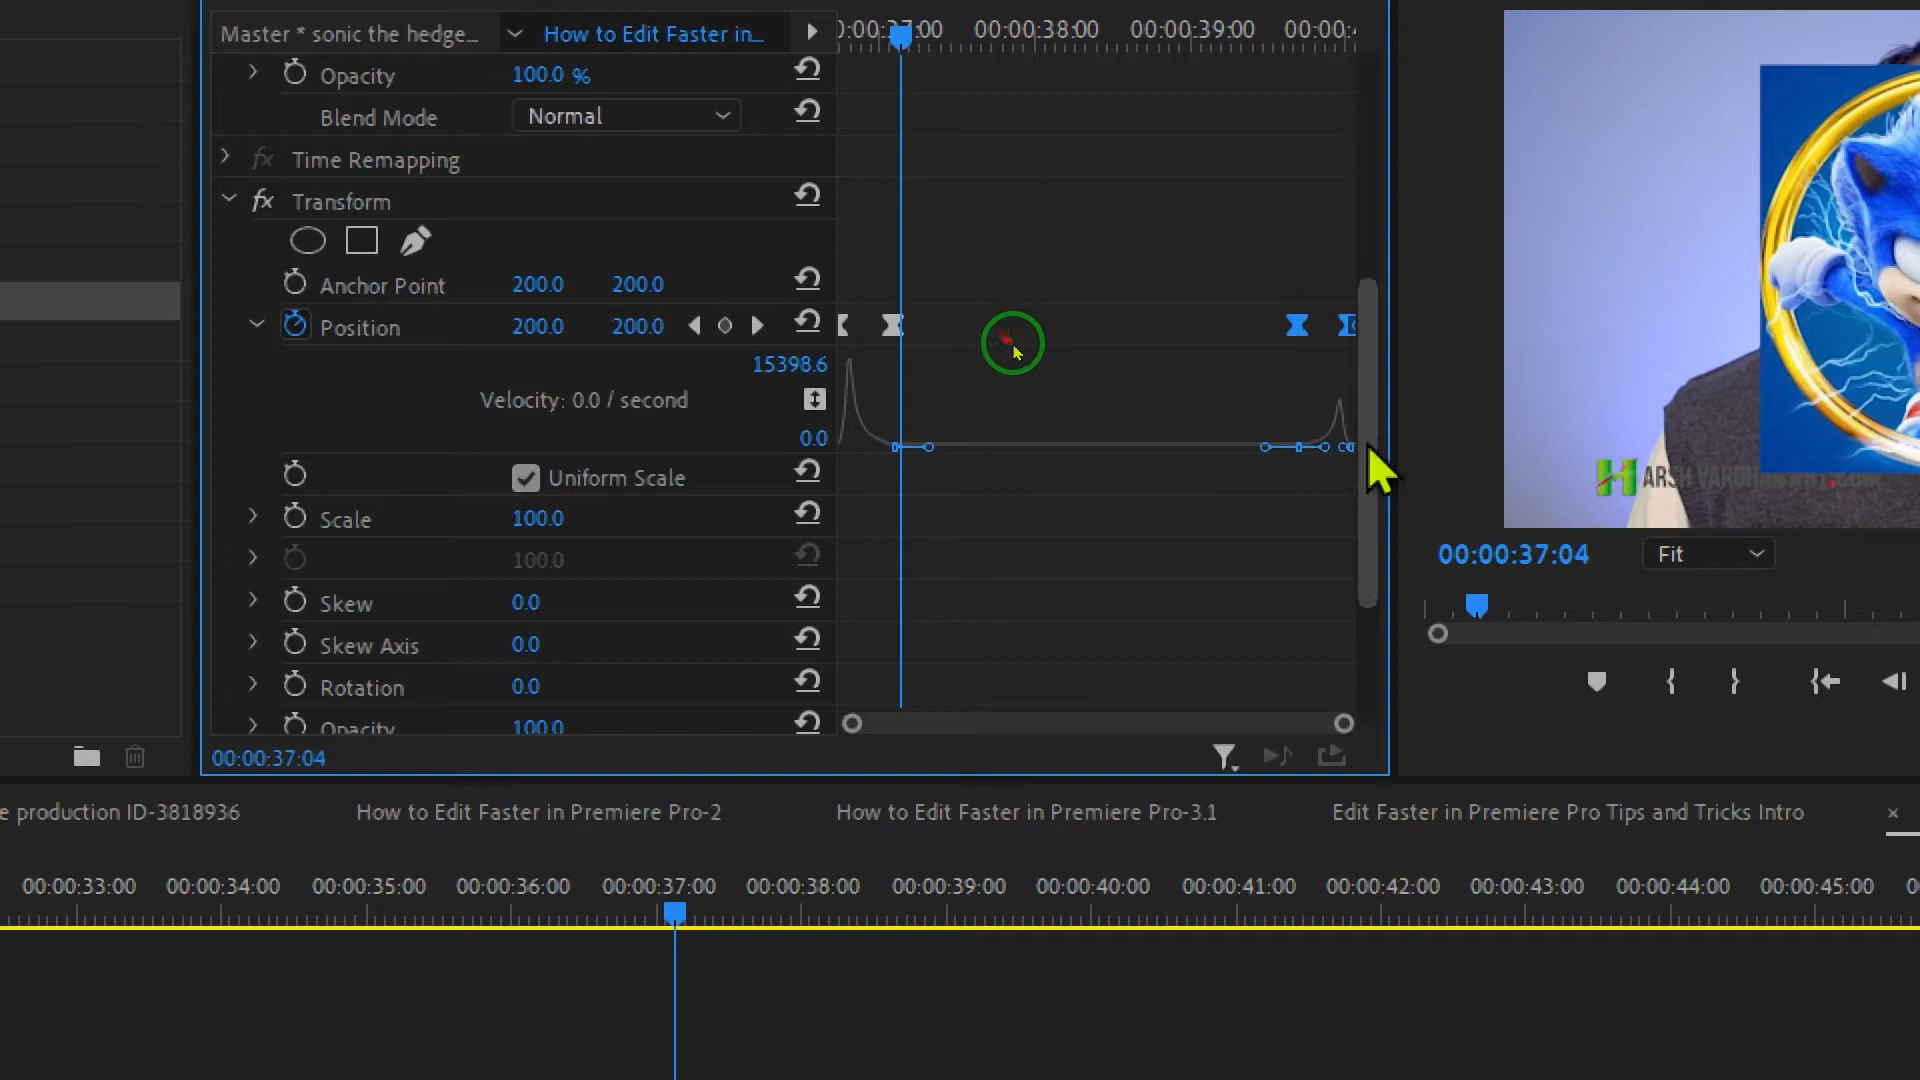 Master * sonic the hedge...
How to Edit Faster in...
00:00:38:00
00:00:39:00
Opacity
100.0 %
Blend Mode
Normal
fx Time Remapping
fx Transform
Anchor Point
200.0
200.0
Position
200.0
200.0
15398.6
Velocity: 0.0 / second
0.0
Uniform Scale
Scale
100.0
100.0
Skew
0.0
Skew Axis
0.0
Rotation
0.0
Opacity
100.0
00:00:37:04
00:00:37:04
Fit
e production ID-3818936
How to Edit Faster in Premiere Pro-2
How to Edit Faster in Premiere Pro-3.1
Edit Faster in Premiere Pro Tips and Tricks Intro
00:00:33:00
00:00:34:00
00:00:35:00
00:00:36:00
00:00:37:00
00:00:38:00
00:00:39:00
00:00:40:00
00:00:41:00
00:00:42:00
00:00:43:00
00:00:44:00
00:00:45:00